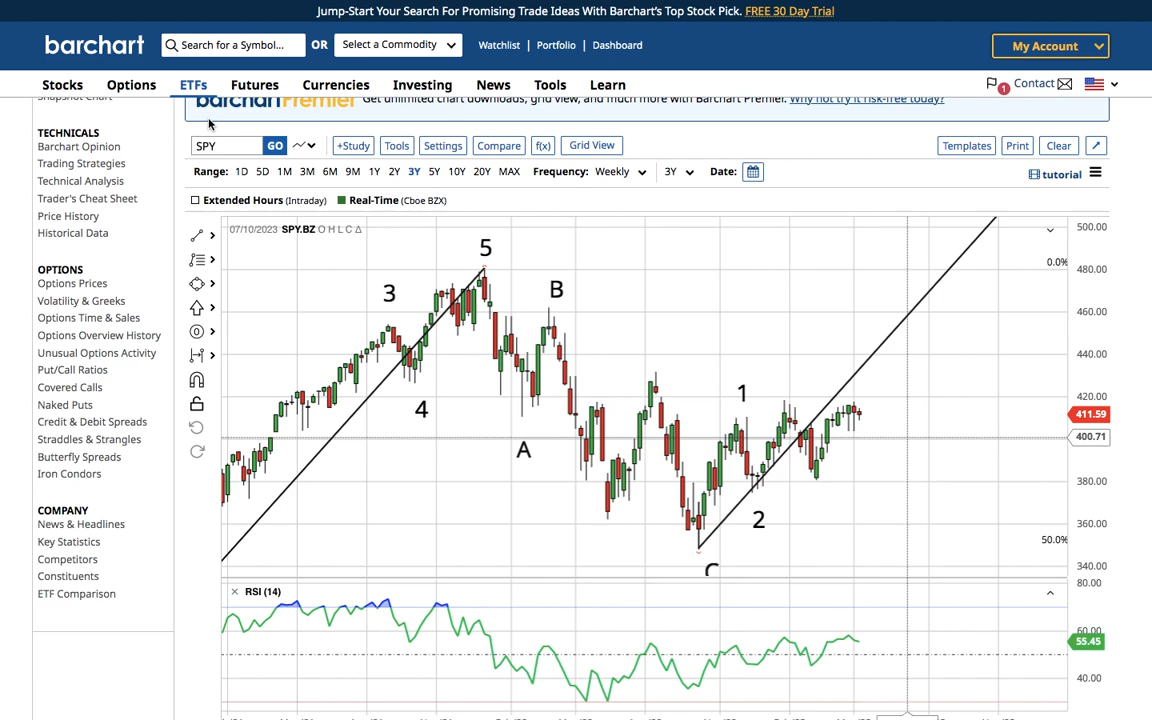 Jump-Start Your Search For Promising Trade Ideas With Barchart's Top Stock Pick. FREE 30 Day Trial
barchart Search for a Symbol... OR Select a Commodity Watchlist | Portfolio | Dashboard My Account
Stocks Options ETFs Futures Currencies Investing News Tools Learn 1 Contact
Snapshot Chart
barchart Premier Get unlimited chart downloads, grid view, and much more with Barchart Premier. Why not try it risk-free today?
TECHNICALS
Barchart Opinion
Trading Strategies
Technical Analysis
Trader's Cheat Sheet
Price History
Historical Data
OPTIONS
Options Prices
Volatility & Greeks
Options Time & Sales
Options Overview History
Unusual Options Activity
Put/Call Ratios
Covered Calls
Naked Puts
Credit & Debit Spreads
Straddles & Strangles
Butterfly Spreads
Iron Condors
COMPANY
News & Headlines
Key Statistics
Competitors
Constituents
ETF Comparison
SPY GO +Study Tools Settings Compare f(x) Grid View Templates Print Clear
Range: 1D 5D 1M 3M 6M 9M 1Y 2Y 3Y 5Y 10Y 20Y MAX Frequency: Weekly 3Y Date: tutorial
Extended Hours (Intraday) Real-Time (Cboe BZX)
07/10/2023 SPY.BZ O H L C Δ
500.00
0.0%
480.00
460.00
440.00
420.00
411.59
400.71
380.00
360.00
50.0%
340.00
5
3
B
4
A
1
2
C
RSI (14)
80.00
60.00
55.45
40.00